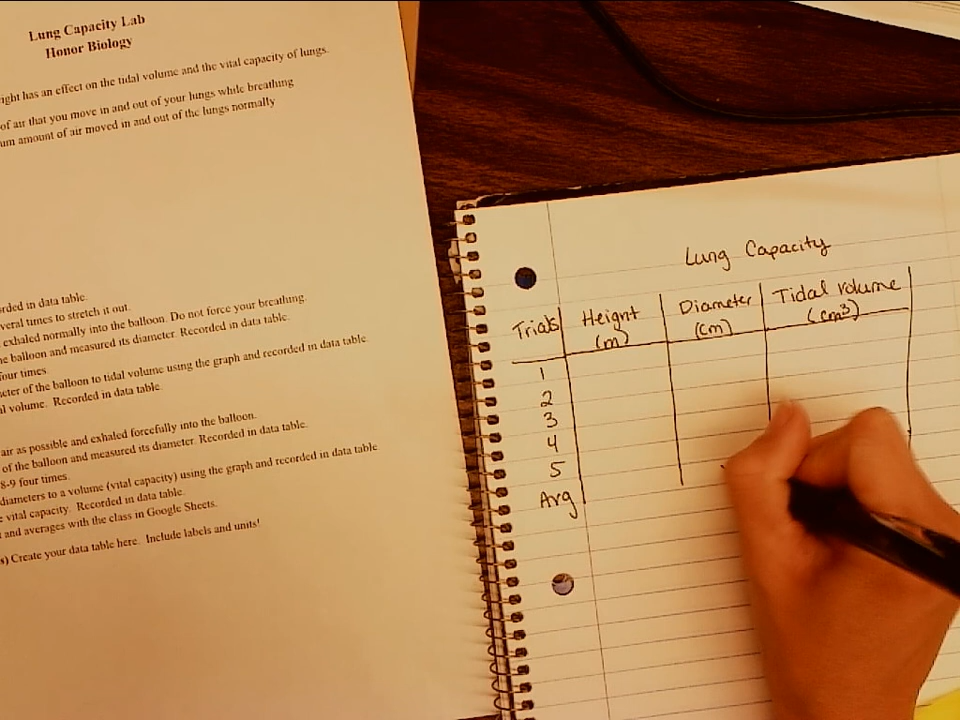 Lung Capacity Lab
Honor Biology
ight has an effect on the tidal volume and the vital capacity of lungs.
of air that you move in and out of your lungs while breathing
um amount of air moved in and out of the lungs normally
orded in data table.
veral times to stretch it out.
exhaled normally into the balloon. Do not force your breathing.
e balloon and measured its diameter. Recorded in data table.
four times.
eter of the balloon to tidal volume using the graph and recorded in data table
al volume. Recorded in data table.
air as possible and exhaled forcefully into the balloon.
of the balloon and measured its diameter. Recorded in data table.
8-9 four times.
diameters to a volume (vital capacity) using the graph and recorded in data table
e vital capacity. Recorded in data table.
t and averages with the class in Google Sheets.
s) Create your data table here. Include labels and units!
Lung Capacity
Trials Height (m) Diameter (cm) Tidal volume (cm³)
1
2
3
4
5
Avg